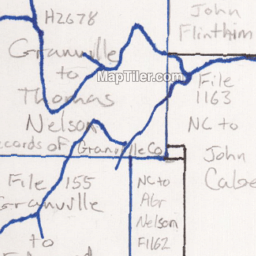 H2678
Granville
to
Thomas
Nelson
Records of Granville Co
John
Flinthim
MapTiler.com
File
1163
NC to
John
Cabe
File 155
Granville
to
NC to
Abr
Nelson
F1162